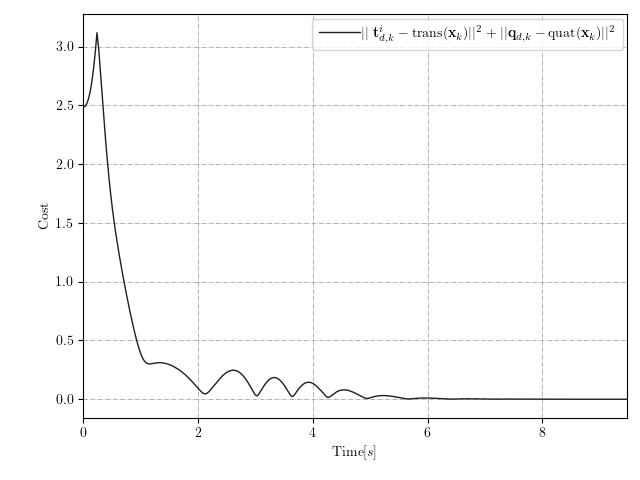 || t^i_{d,k} − trans(x_k)||^2 + ||q_{d,k} − quat(x_k)||^2
3.0
2.5
2.0
1.5
1.0
0.5
0.0
Cost
0 2 4 6 8
Time[s]